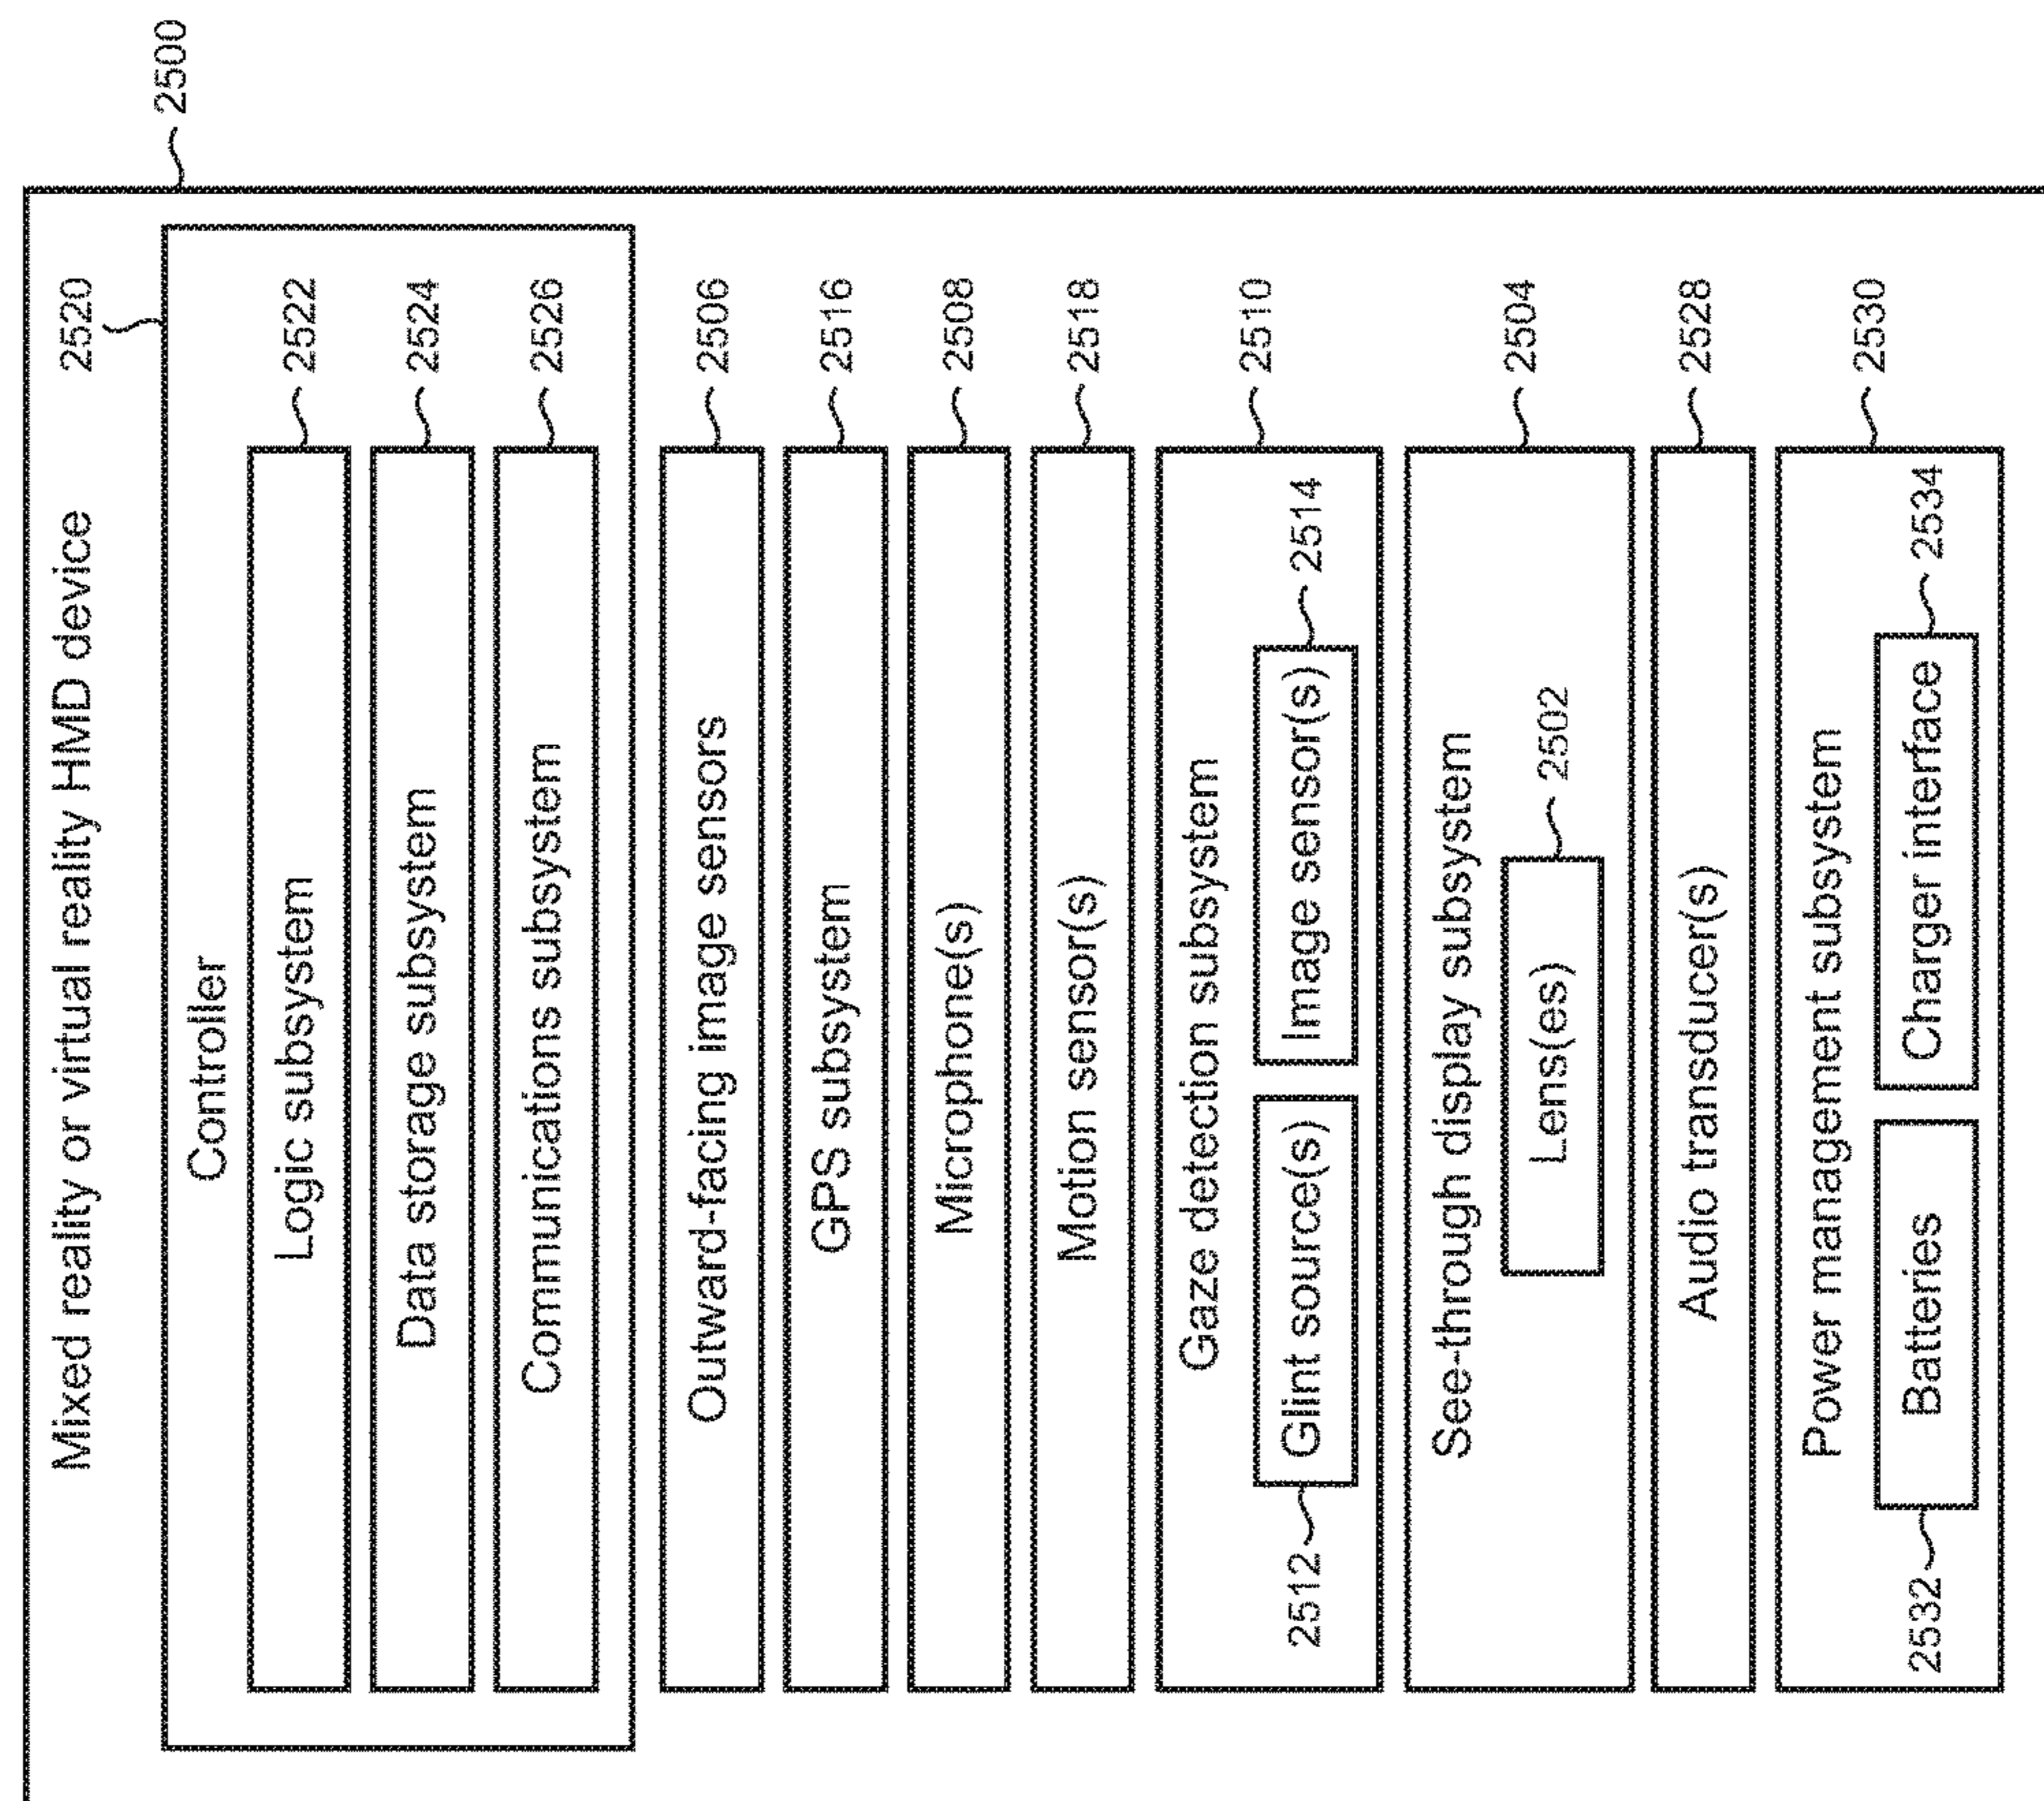 2500
Mixed reality or virtual reality HMD device
2520
Controller
Logic subsystem
2522
Data storage subsystem
2524
Communications subsystem
2526
Outward-facing image sensors
2506
GPS subsystem
2516
Microphone(s)
2508
Motion sensor(s)
2518
Gaze detection subsystem
2510
2512
Glint source(s)
Image sensor(s)
2514
See-through display subsystem
2504
Lens(es)
2502
Audio transducer(s)
2528
Power management subsystem
2530
2532
Batteries
Charger interface
2534